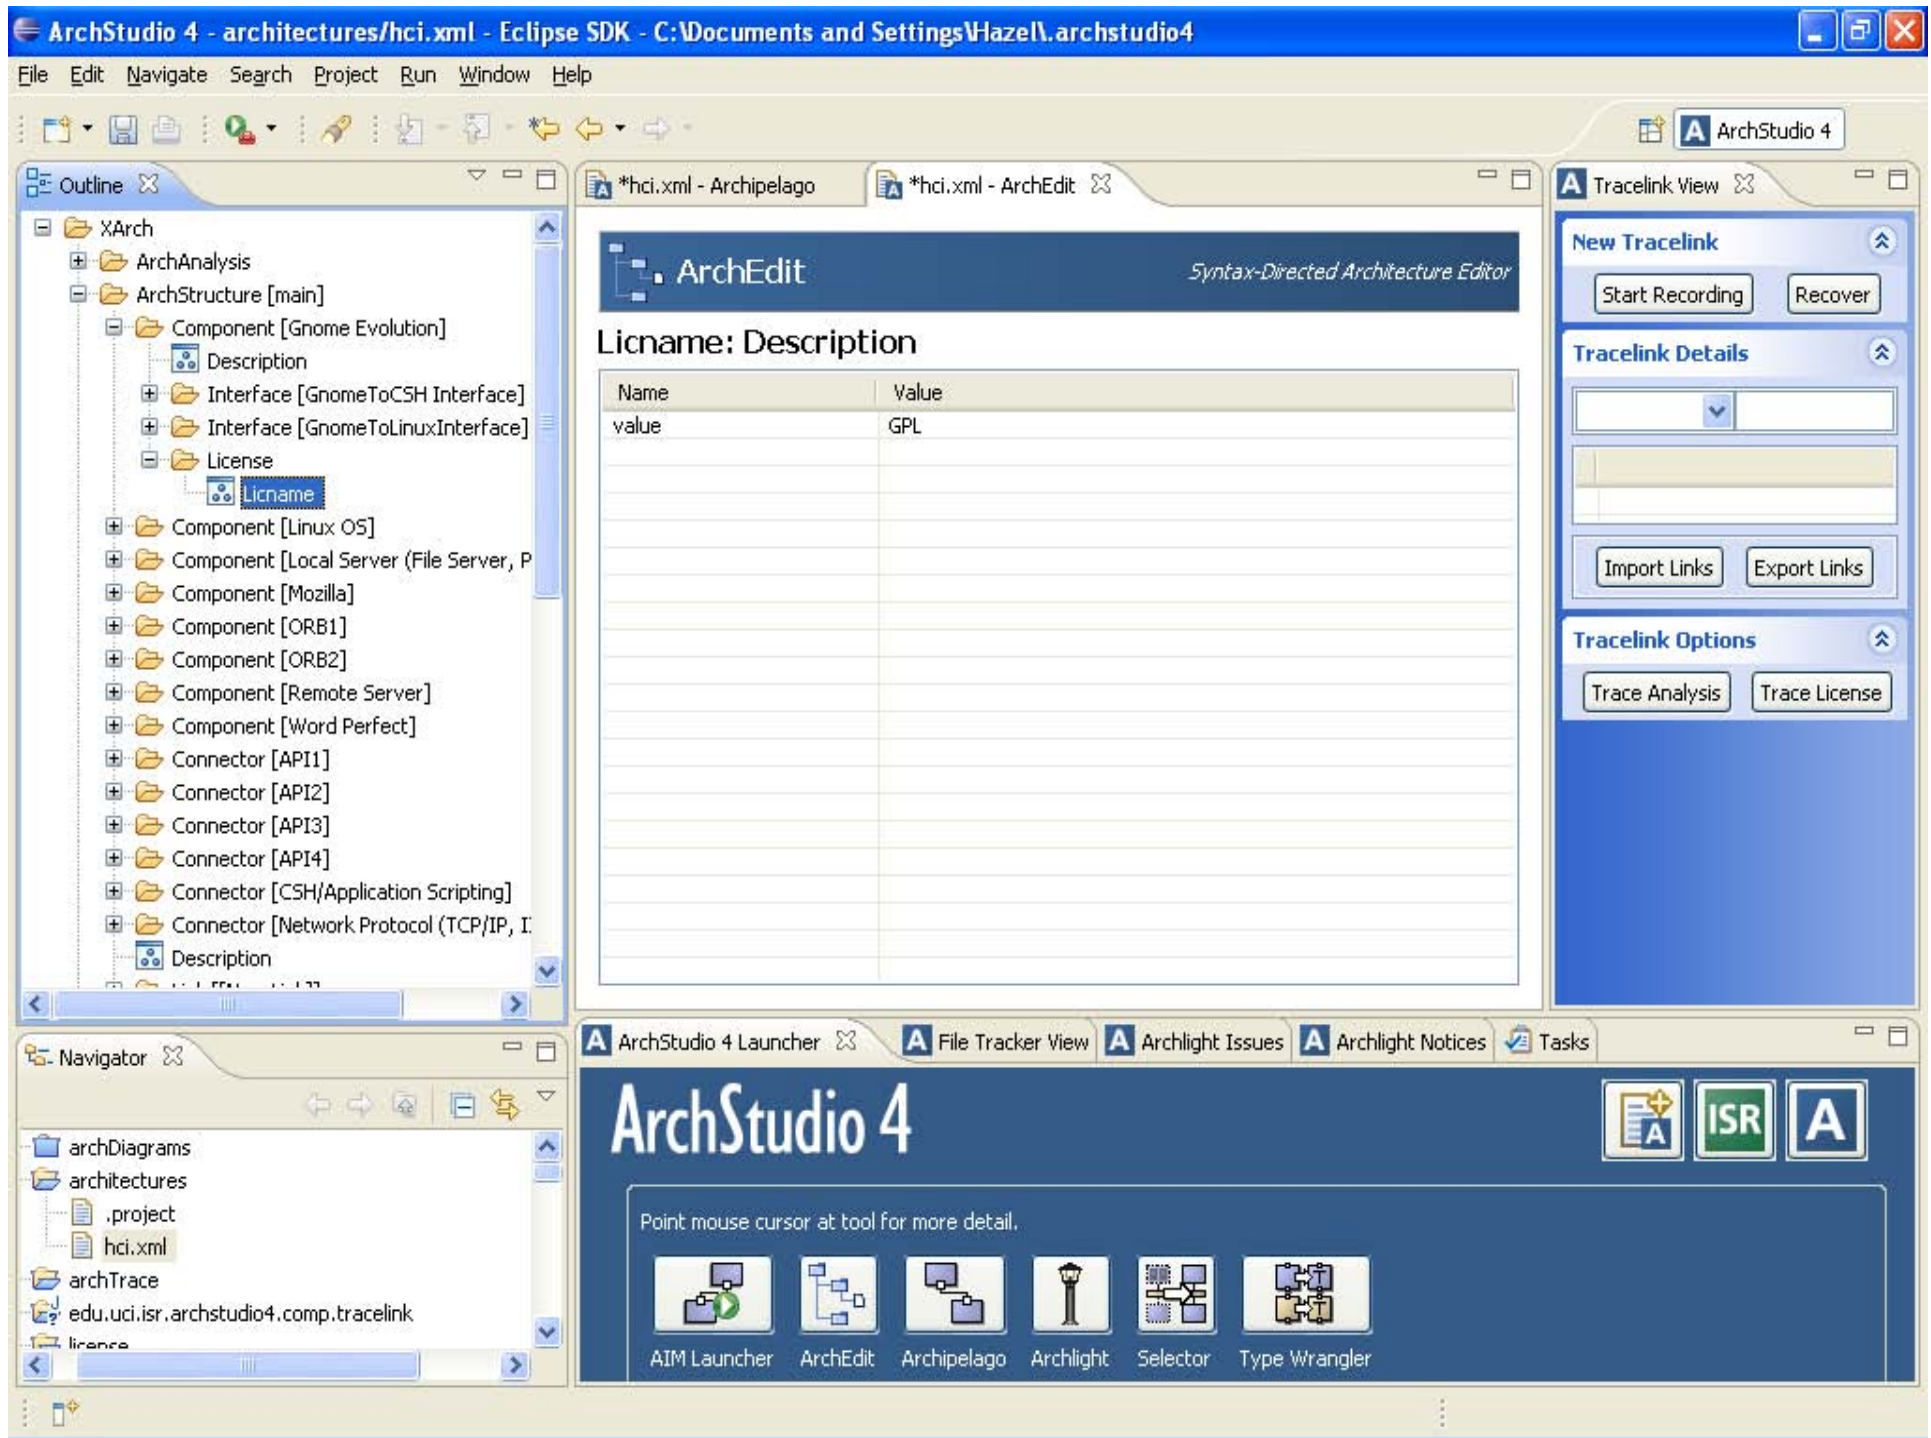 ArchStudio 4 - architectures/hci.xml - Eclipse SDK - C:\Documents and Settings\Hazel\.archstudio4
File Edit Navigate Search Project Run Window Help
ArchStudio 4
Outline
XArch
ArchAnalysis
ArchStructure [main]
Component [Gnome Evolution]
Description
Interface [GnomeToCSH Interface]
Interface [GnomeToLinuxInterface]
License
Licname
Component [Linux OS]
Component [Local Server (File Server, P
Component [Mozilla]
Component [ORB1]
Component [ORB2]
Component [Remote Server]
Component [Word Perfect]
Connector [API1]
Connector [API2]
Connector [API3]
Connector [API4]
Connector [CSH/Application Scripting]
Connector [Network Protocol (TCP/IP, I
Description
*hci.xml - Archipelago
*hci.xml - ArchEdit
ArchEdit
Syntax-Directed Architecture Editor
Licname: Description
Name Value
value GPL
Tracelink View
New Tracelink
Start Recording Recover
Tracelink Details
Import Links Export Links
Tracelink Options
Trace Analysis Trace License
Navigator
archDiagrams
architectures
.project
hci.xml
archTrace
edu.uci.isr.archstudio4.comp.tracelink
license
ArchStudio 4 Launcher File Tracker View Archlight Issues Archlight Notices Tasks
ArchStudio 4
A ISR A
Point mouse cursor at tool for more detail.
AIM Launcher ArchEdit Archipelago Archlight Selector Type Wrangler